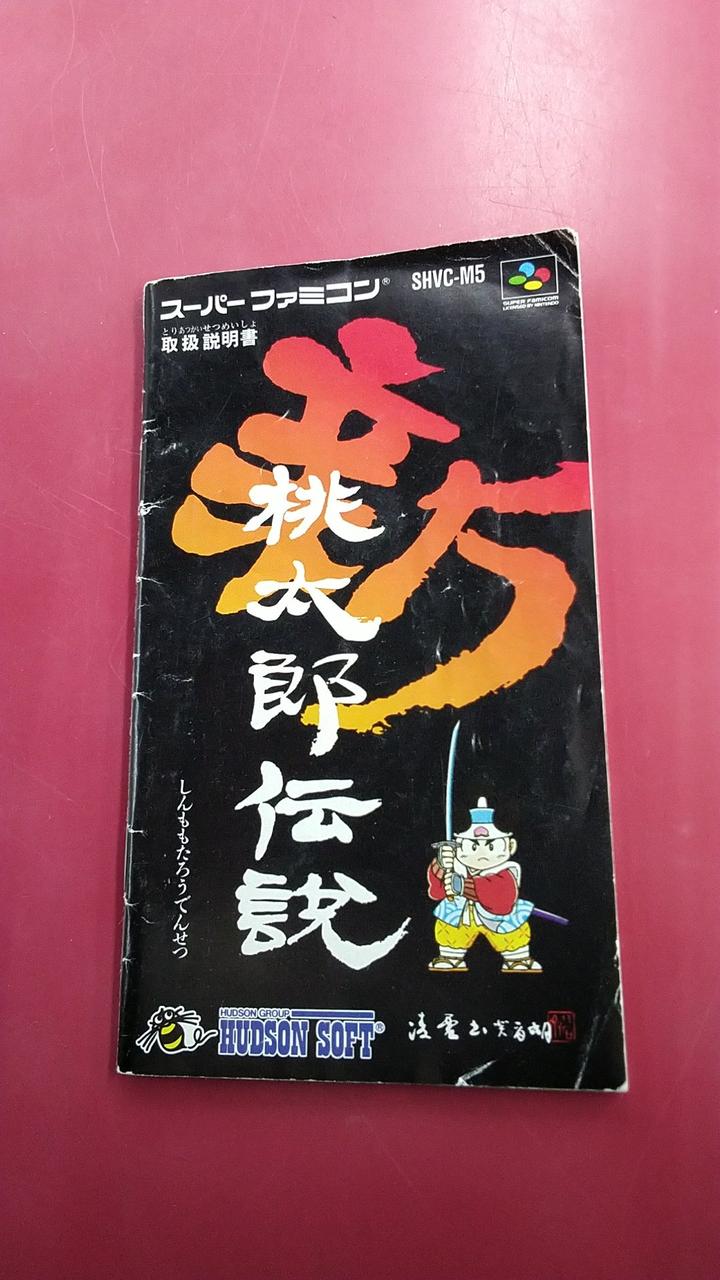 スーパーファミコン®
SHVC-M5
SUPER FAMICOM
LICENSED BY NINTENDO
とりあつかいせつめいしょ
取扱説明書
新
桃太郎伝説
しんももたろうでんせつ
HUDSON GROUP
HUDSON SOFT®